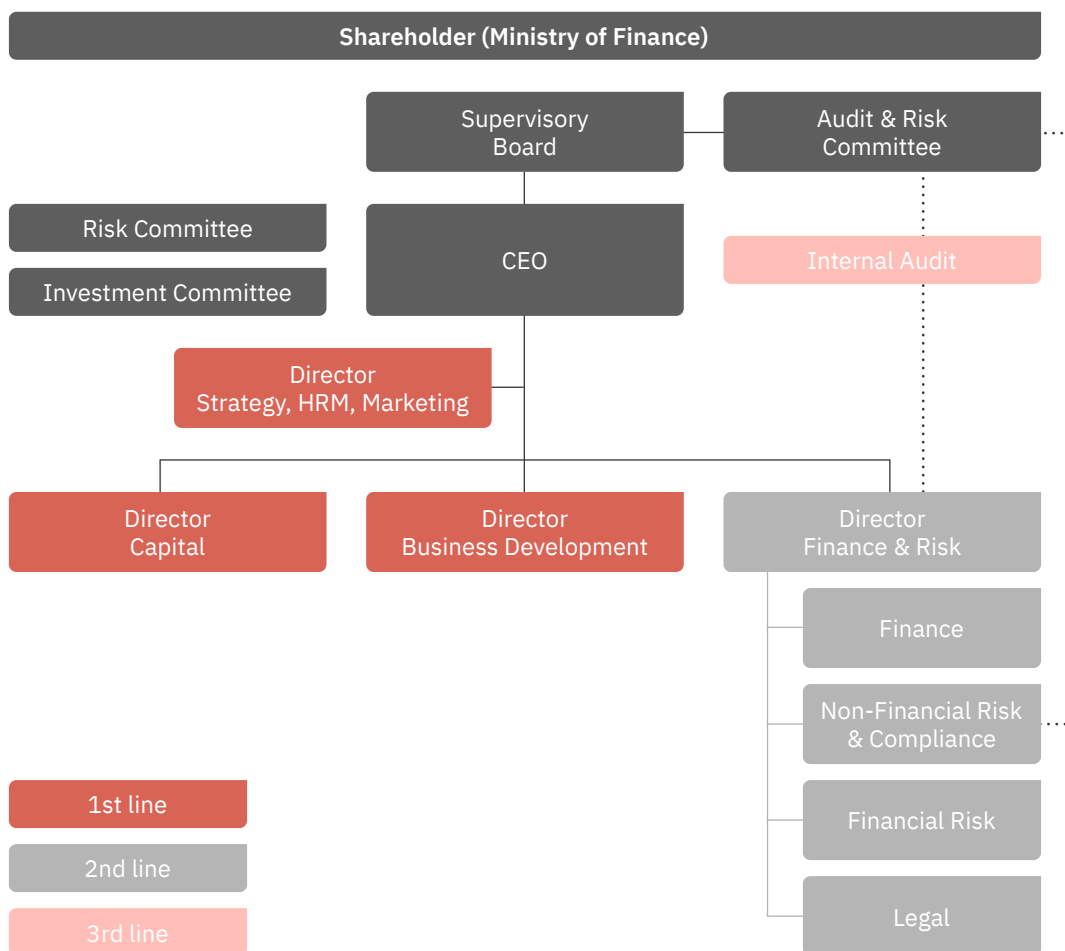 Shareholder (Ministry of Finance)
Supervisory
Board
Audit & Risk
Committee
Risk Committee
Investment Committee
CEO
Internal Audit
Director
Strategy, HRM, Marketing
Director
Capital
Director
Business Development
Director
Finance & Risk
Finance
Non-Financial Risk
& Compliance
Financial Risk
Legal
1st line
2nd line
3rd line